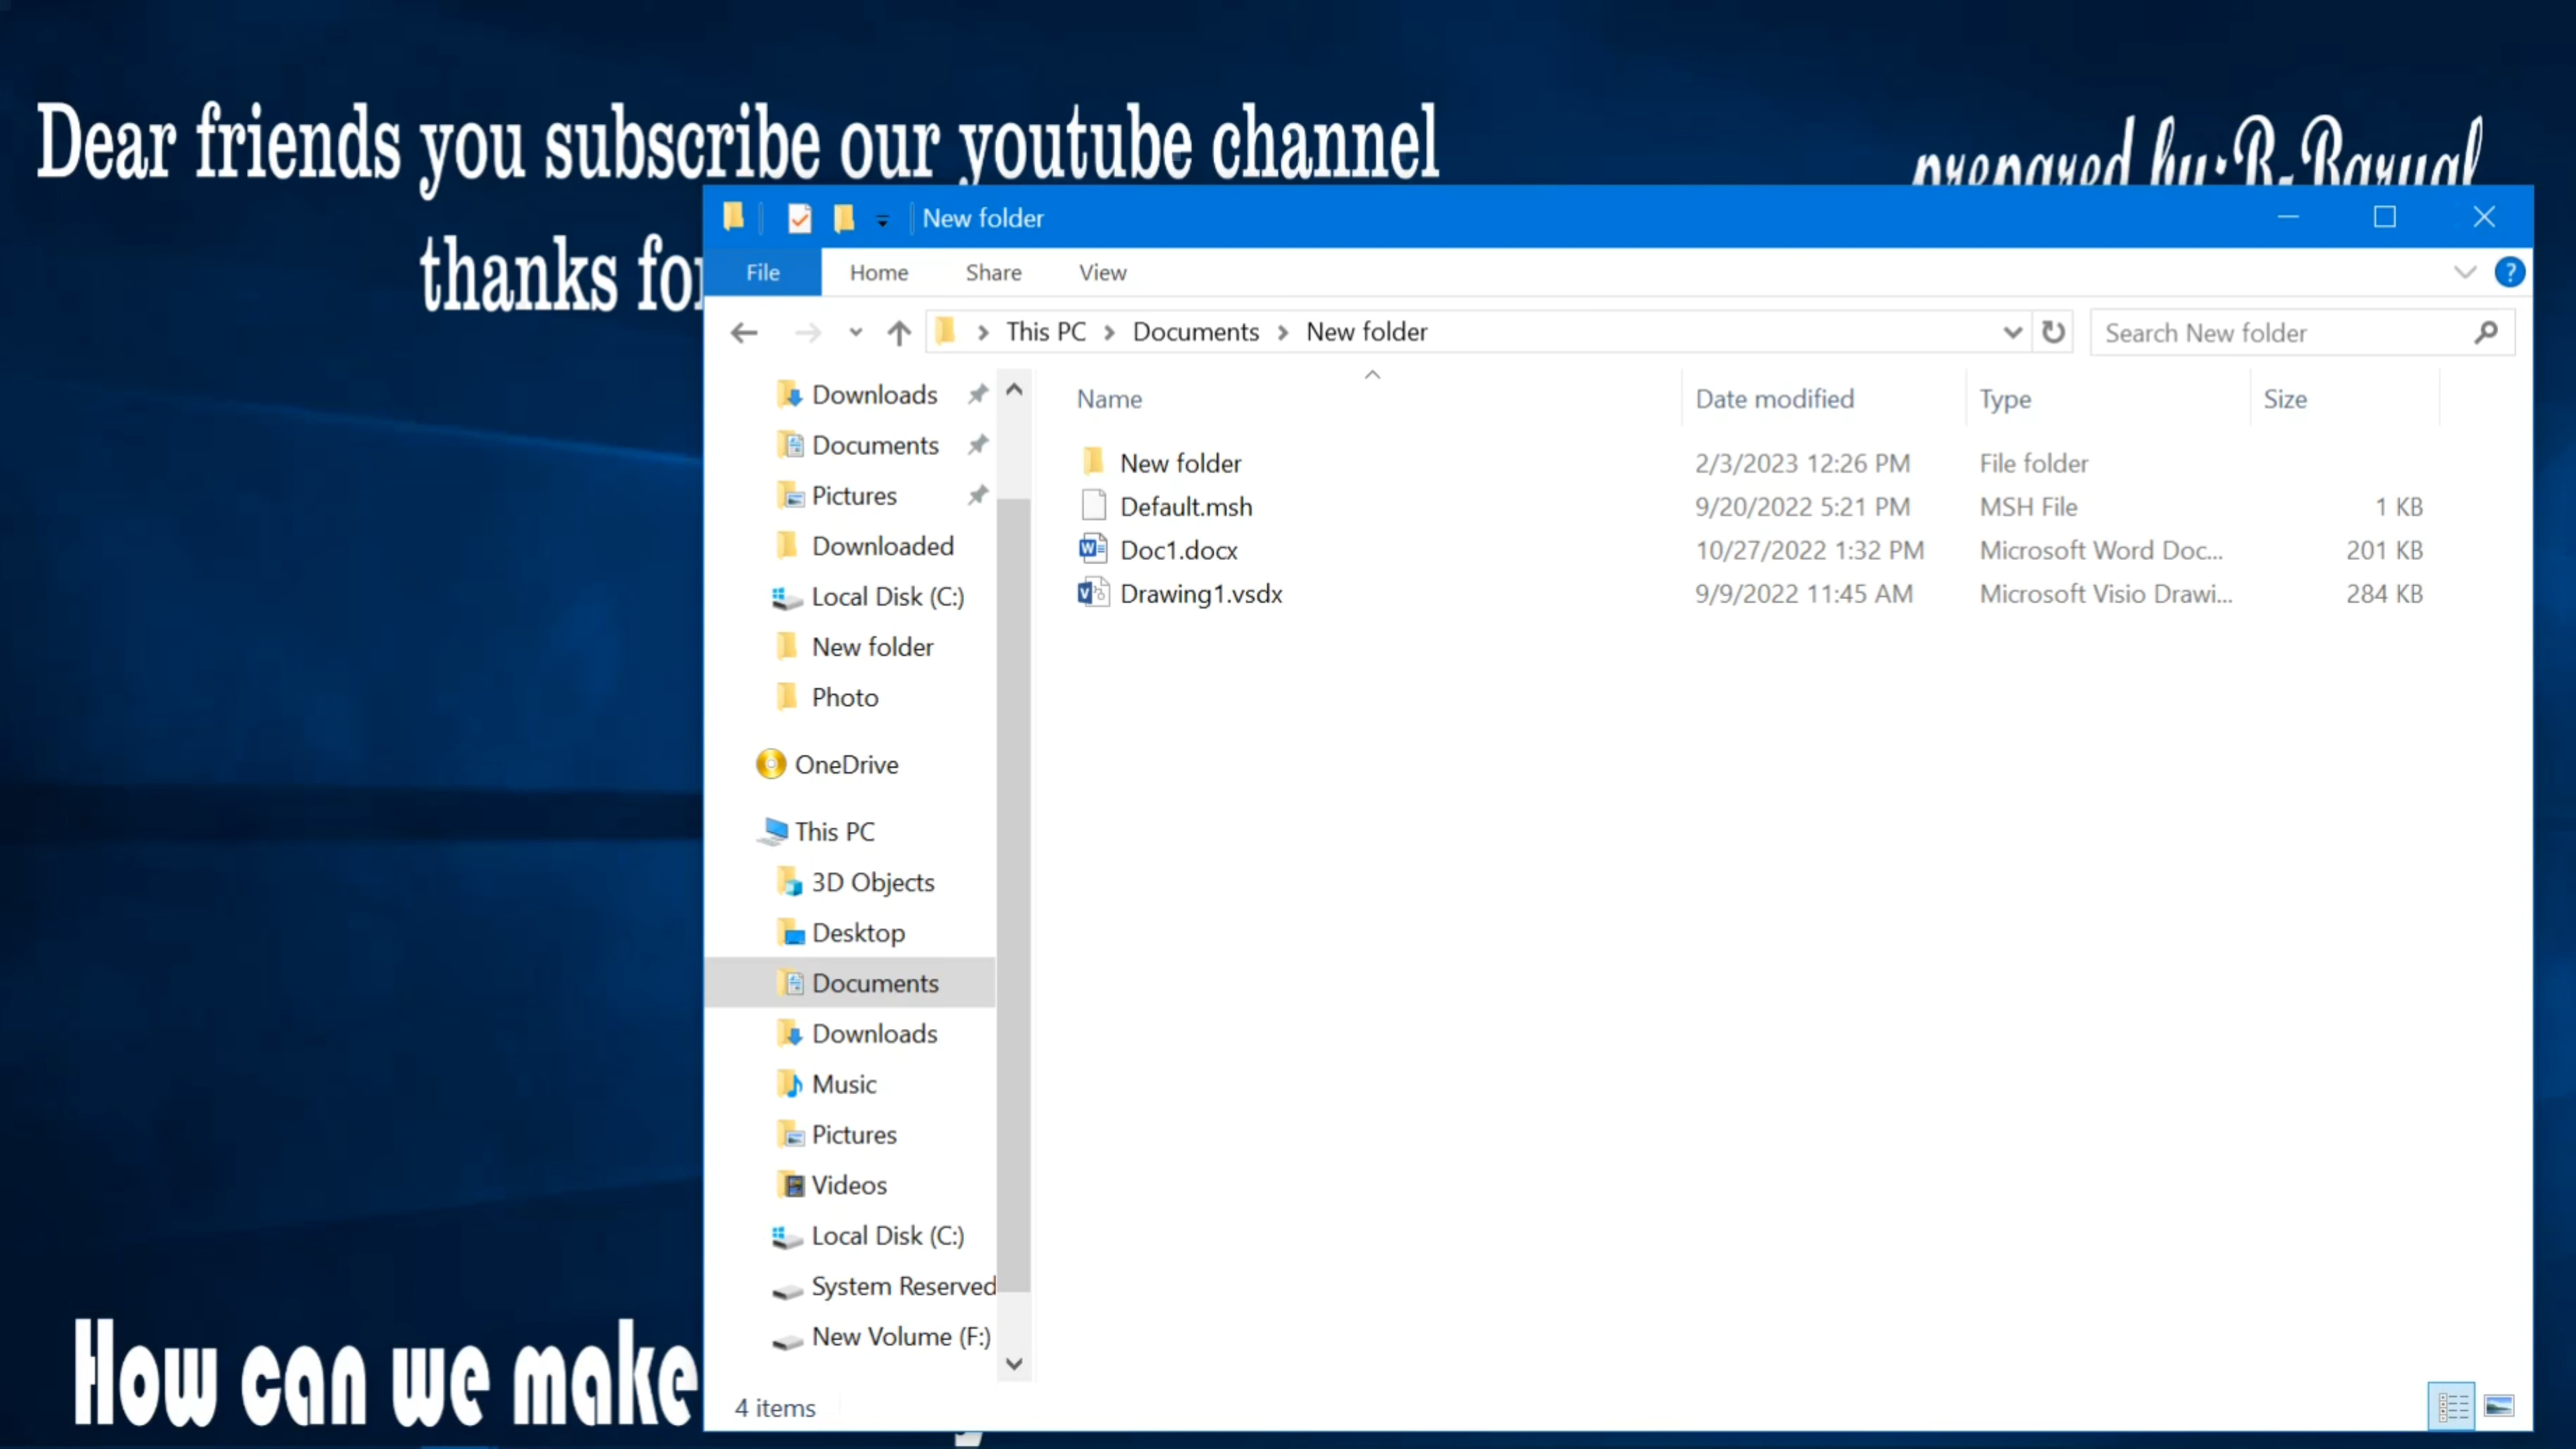 Dear friends you subscribe our youtube channel
prepared by:-R-Barual
thanks for
New folder
File Home Share View
This PC > Documents > New folder
Search New folder
Name Date modified Type Size
New folder 2/3/2023 12:26 PM File folder
Default.msh 9/20/2022 5:21 PM MSH File 1 KB
Doc1.docx 10/27/2022 1:32 PM Microsoft Word Doc... 201 KB
Drawing1.vsdx 9/9/2022 11:45 AM Microsoft Visio Drawi... 284 KB
Downloads
Documents
Pictures
Downloaded
Local Disk (C:)
New folder
Photo
OneDrive
This PC
3D Objects
Desktop
Documents
Downloads
Music
Pictures
Videos
Local Disk (C:)
System Reserved
New Volume (F:)
4 items
How can we make